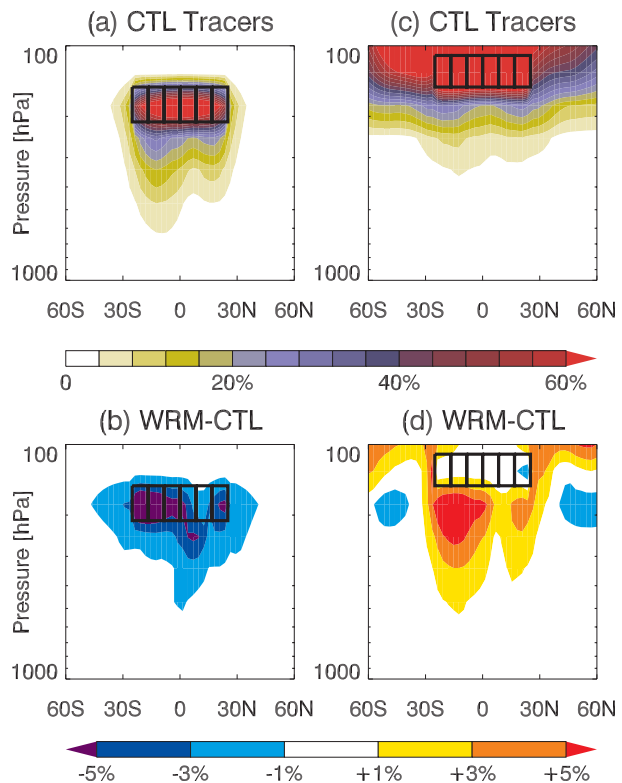 (a) CTL Tracers
(c) CTL Tracers
100
100
Pressure [hPa]
1000
1000
60S 30S 0 30N 60N
60S 30S 0 30N 60N
0 20% 40% 60%
(b) WRM-CTL
(d) WRM-CTL
100
100
Pressure [hPa]
1000
1000
60S 30S 0 30N 60N
60S 30S 0 30N 60N
-5% -3% -1% +1% +3% +5%